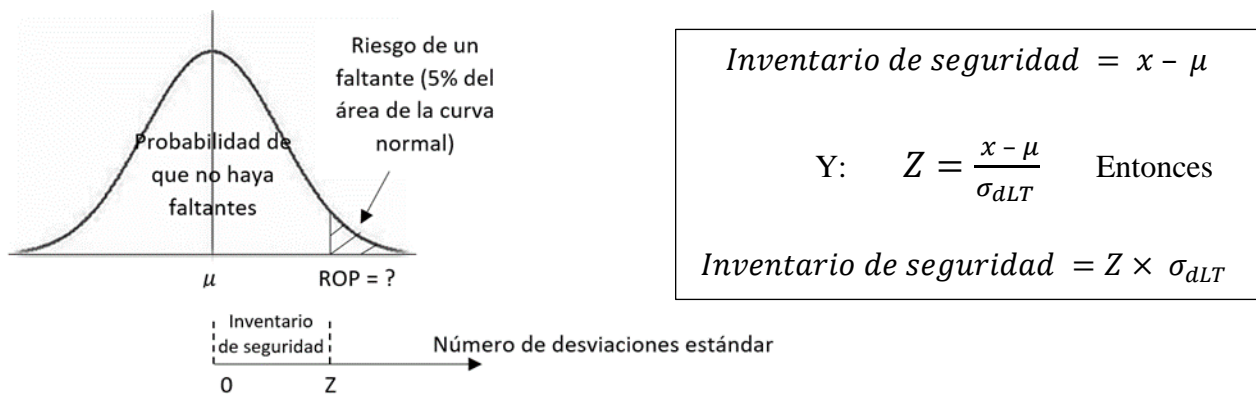 Riesgo de un
faltante (5% del
área de la curva
normal)
Probabilidad de
que no haya
faltantes
μ
ROP = ?
Inventario
de seguridad
Número de desviaciones estándar
0
Z
Inventario de seguridad = x – μ
Y: Z = (x – μ) / σ_dLT Entonces
Inventario de seguridad = Z × σ_dLT